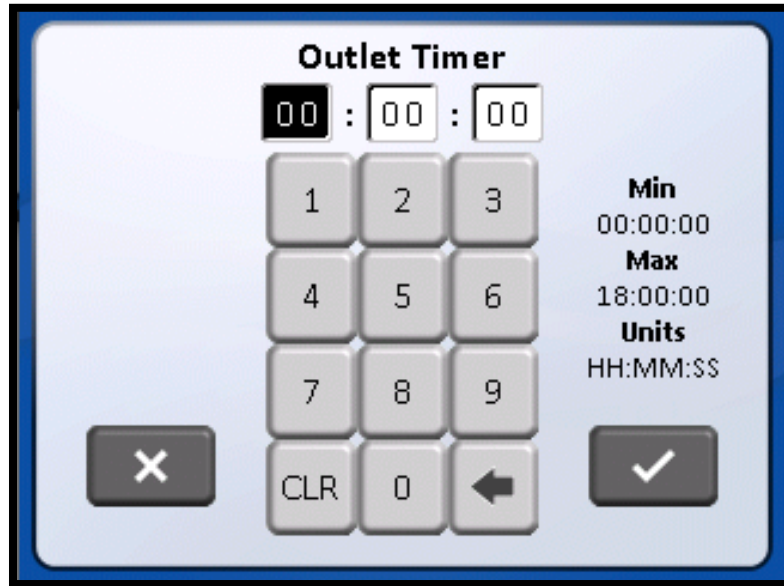 Outlet Timer
00 : 00 : 00
1 2 3
Min
00:00:00
Max
4 5 6
18:00:00
Units
HH:MM:SS
7 8 9
CLR 0